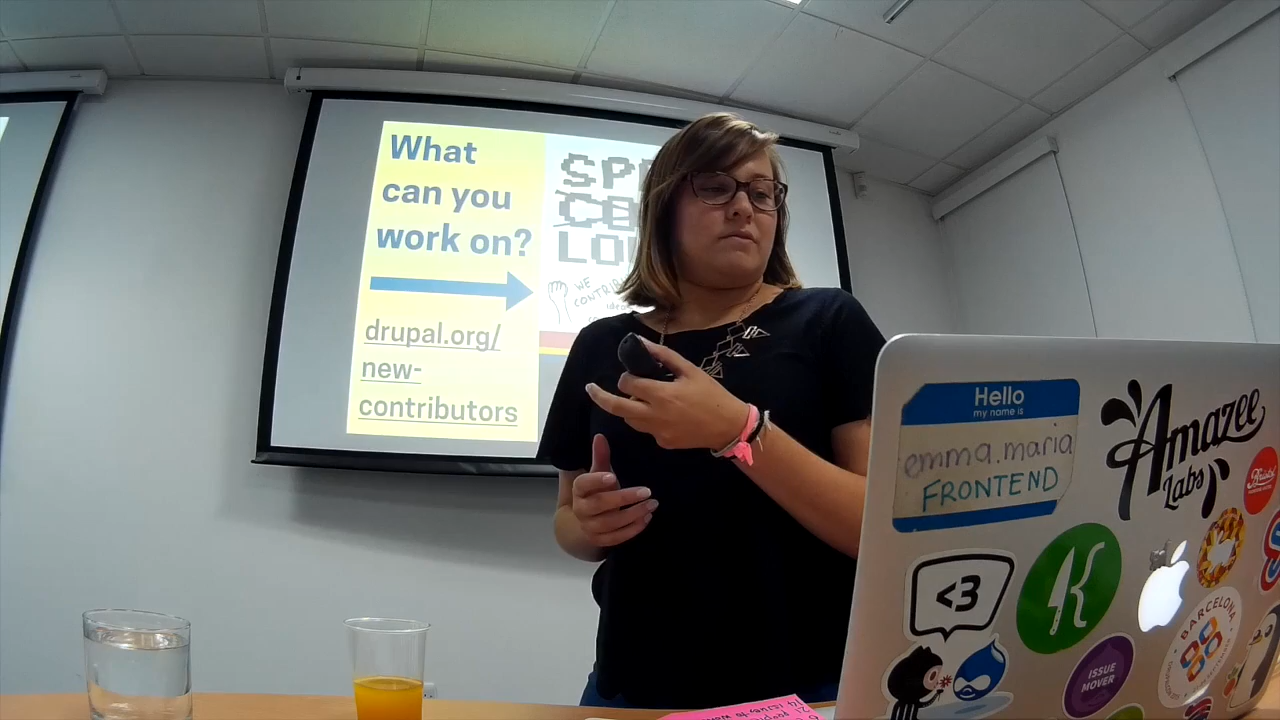 What
can you
work on?
drupal.org/
new-
contributors
WE
Hello
my name is
emma.maria
FRONTEND
Amazee
Labs
<3
ISSUE
MOVER
BARCELONA